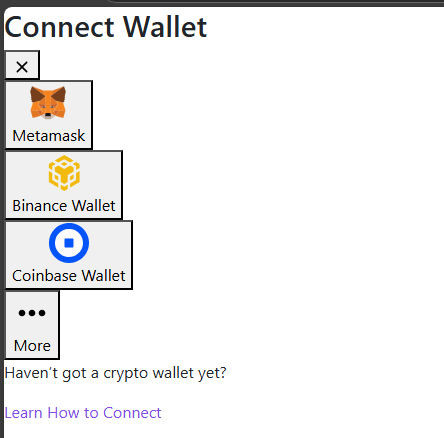 Connect Wallet
Metamask
Binance Wallet
Coinbase Wallet
More
Haven’t got a crypto wallet yet?
Learn How to Connect